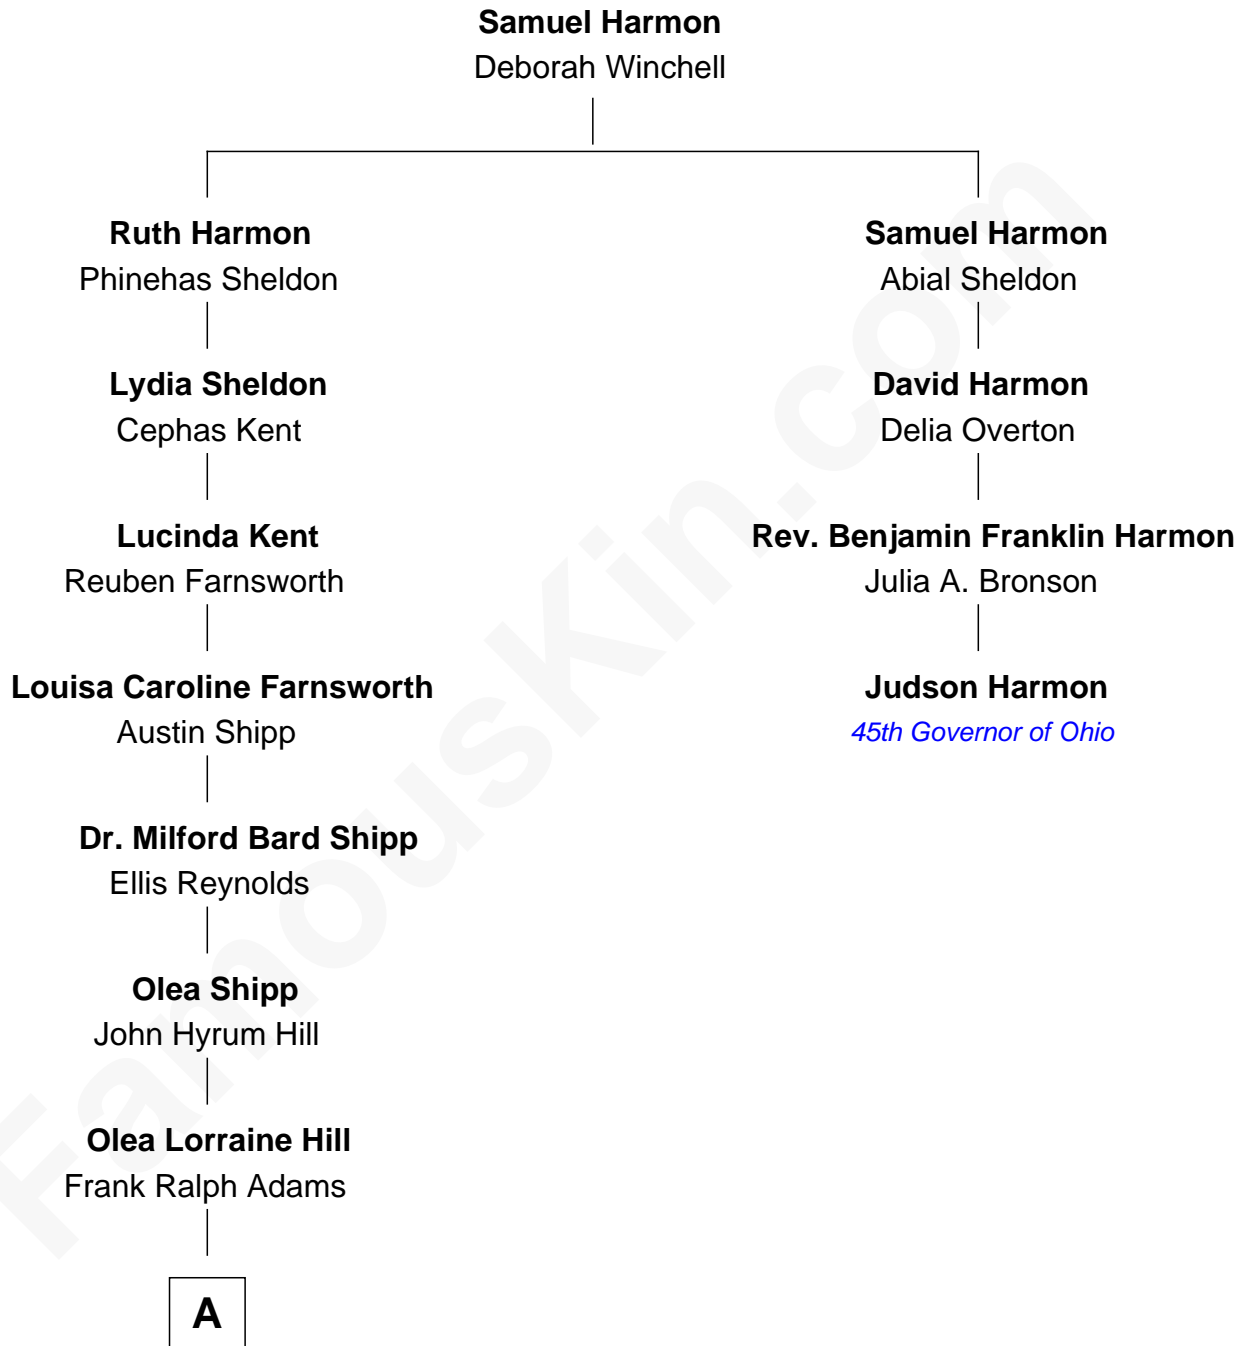 Samuel Harmon
Deborah Winchell
Ruth Harmon
Phinehas Sheldon
Lydia Sheldon
Cephas Kent
Lucinda Kent
Reuben Farnsworth
Louisa Caroline Farnsworth
Austin Shipp
Dr. Milford Bard Shipp
Ellis Reynolds
Olea Shipp
John Hyrum Hill
Olea Lorraine Hill
Frank Ralph Adams
A
Samuel Harmon
Abial Sheldon
David Harmon
Delia Overton
Rev. Benjamin Franklin Harmon
Julia A. Bronson
Judson Harmon
45th Governor of Ohio
FamousKin.com